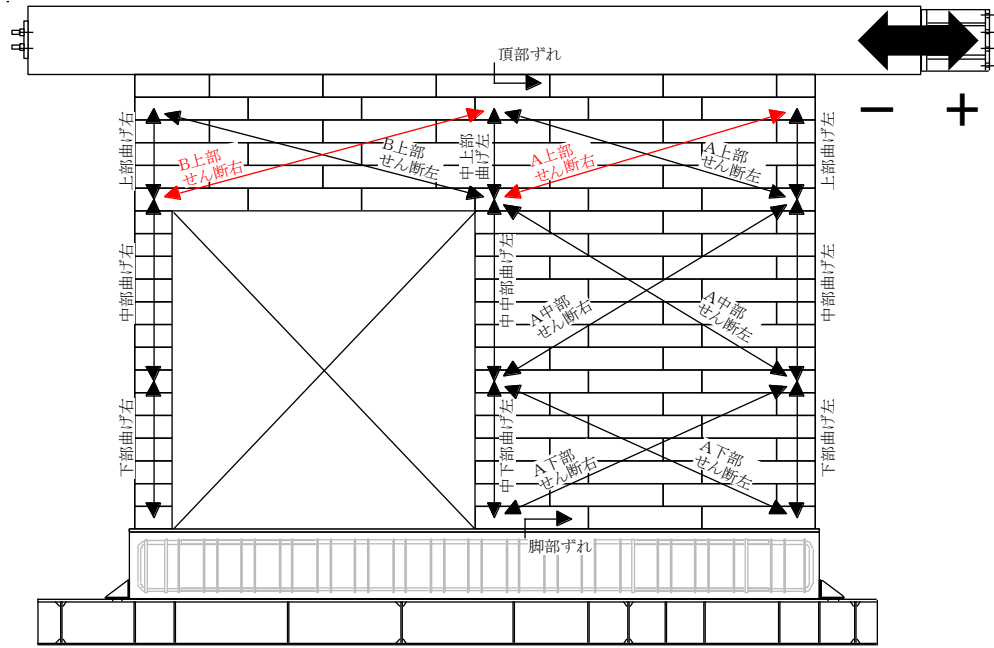 頂部ずれ
− +
上部曲げ右
B上部
せん断右
B上部
せん断左
中上部
曲げ左
A上部
せん断右
A上部
せん断左
上部曲げ左
中部曲げ右
中中部曲げ左
A中部
せん断右
A中部
せん断左
中部曲げ左
下部曲げ右
中下部曲げ左
A下部
せん断右
A下部
せん断左
下部曲げ左
脚部ずれ